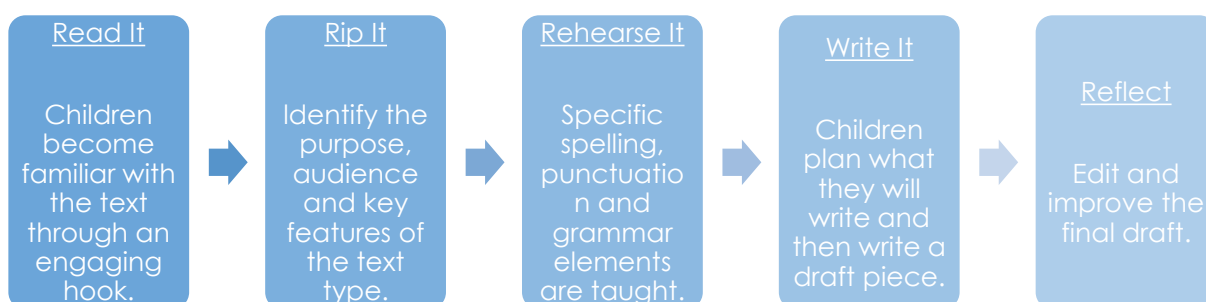 Read It
Children
become
familiar with
the text
through an
engaging
hook.
Rip It
Identify the
purpose,
audience
and key
features of
the text
type.
Rehearse It
Specific
spelling,
punctuatio
n and
grammar
elements
are taught.
Write It
Children
plan what
they will
write and
then write a
draft piece.
Reflect
Edit and
improve the
final draft.